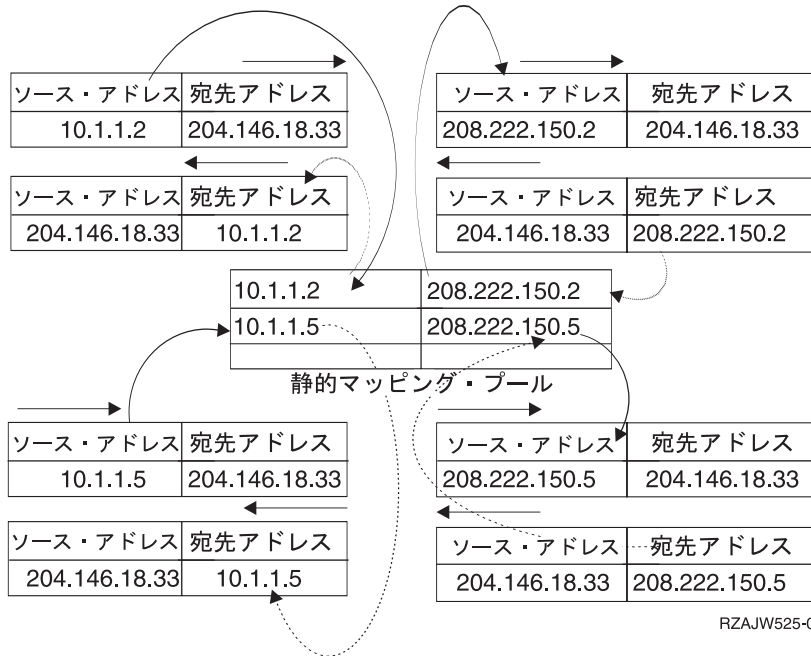 ソース・アドレス 宛先アドレス
10.1.1.2 204.146.18.33
ソース・アドレス 宛先アドレス
204.146.18.33 10.1.1.2
ソース・アドレス 宛先アドレス
208.222.150.2 204.146.18.33
ソース・アドレス 宛先アドレス
204.146.18.33 208.222.150.2
10.1.1.2 208.222.150.2
10.1.1.5 208.222.150.5
静的マッピング・プール
ソース・アドレス 宛先アドレス
10.1.1.5 204.146.18.33
ソース・アドレス 宛先アドレス
204.146.18.33 10.1.1.5
ソース・アドレス 宛先アドレス
208.222.150.5 204.146.18.33
ソース・アドレス 宛先アドレス
204.146.18.33 208.222.150.5
RZAJW525-0